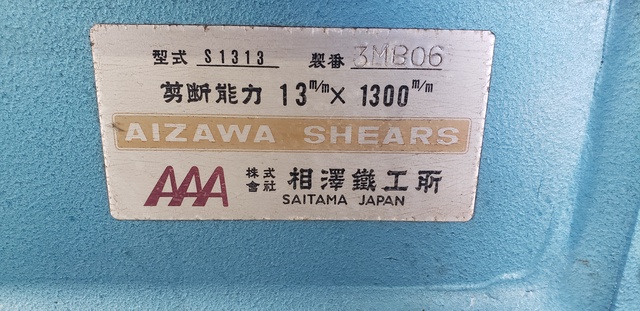 型式 S1313 製番 3MB06
剪断能力 13m/m × 1300m/m
AIZAWA SHEARS
AAA 株式會社 相澤鐵工所
SAITAMA JAPAN